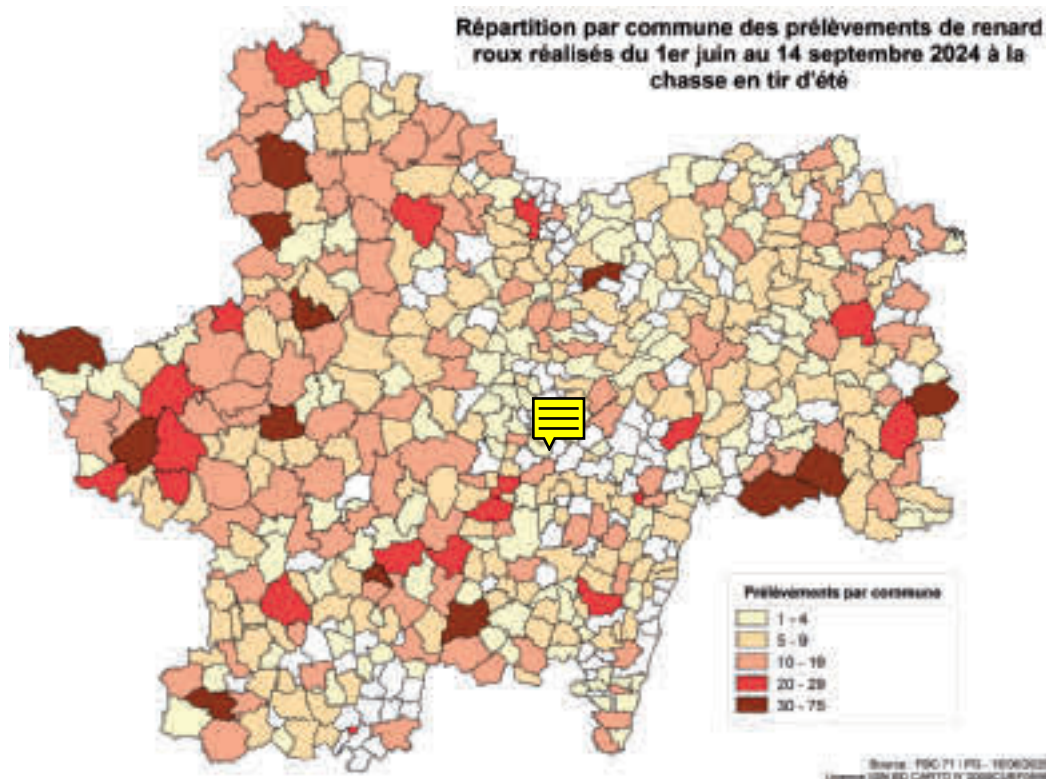 Répartition par commune des prélèvements de renard
roux réalisés du 1er juin au 14 septembre 2024 à la
chasse en tir d'été
Prélèvements par commune
1 - 4
5 - 9
10 - 19
20 - 29
30 - 75